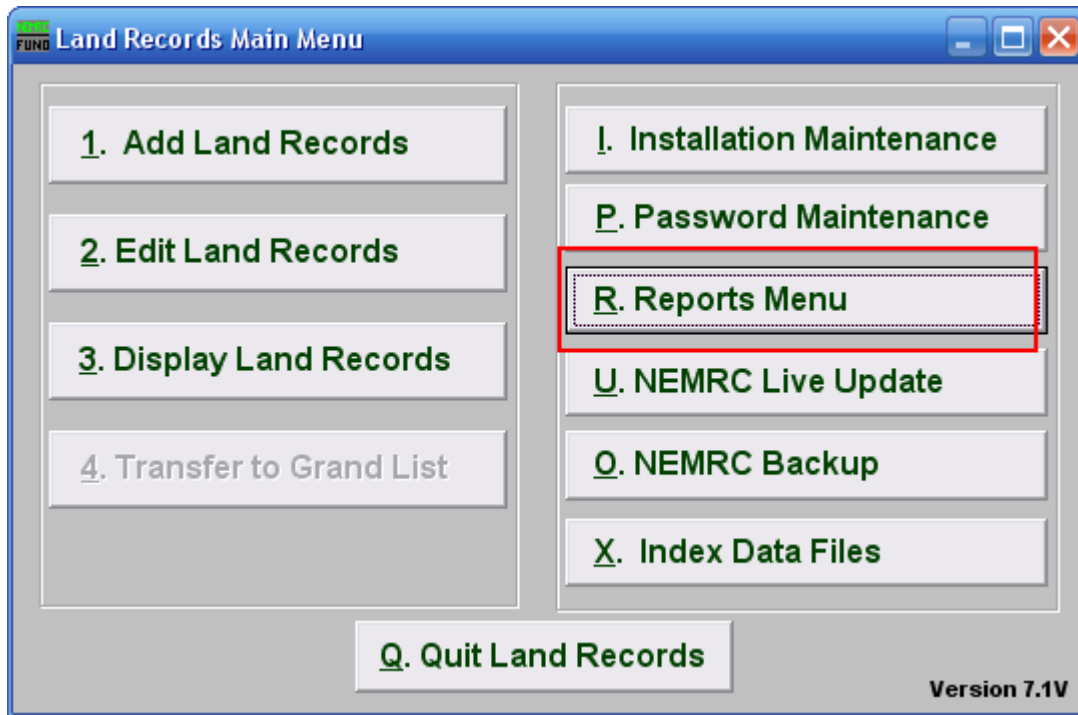 NEMRC
FUND Land Records Main Menu
1. Add Land Records
2. Edit Land Records
3. Display Land Records
4. Transfer to Grand List
I. Installation Maintenance
P. Password Maintenance
R. Reports Menu
U. NEMRC Live Update
O. NEMRC Backup
X. Index Data Files
Q. Quit Land Records
Version 7.1V